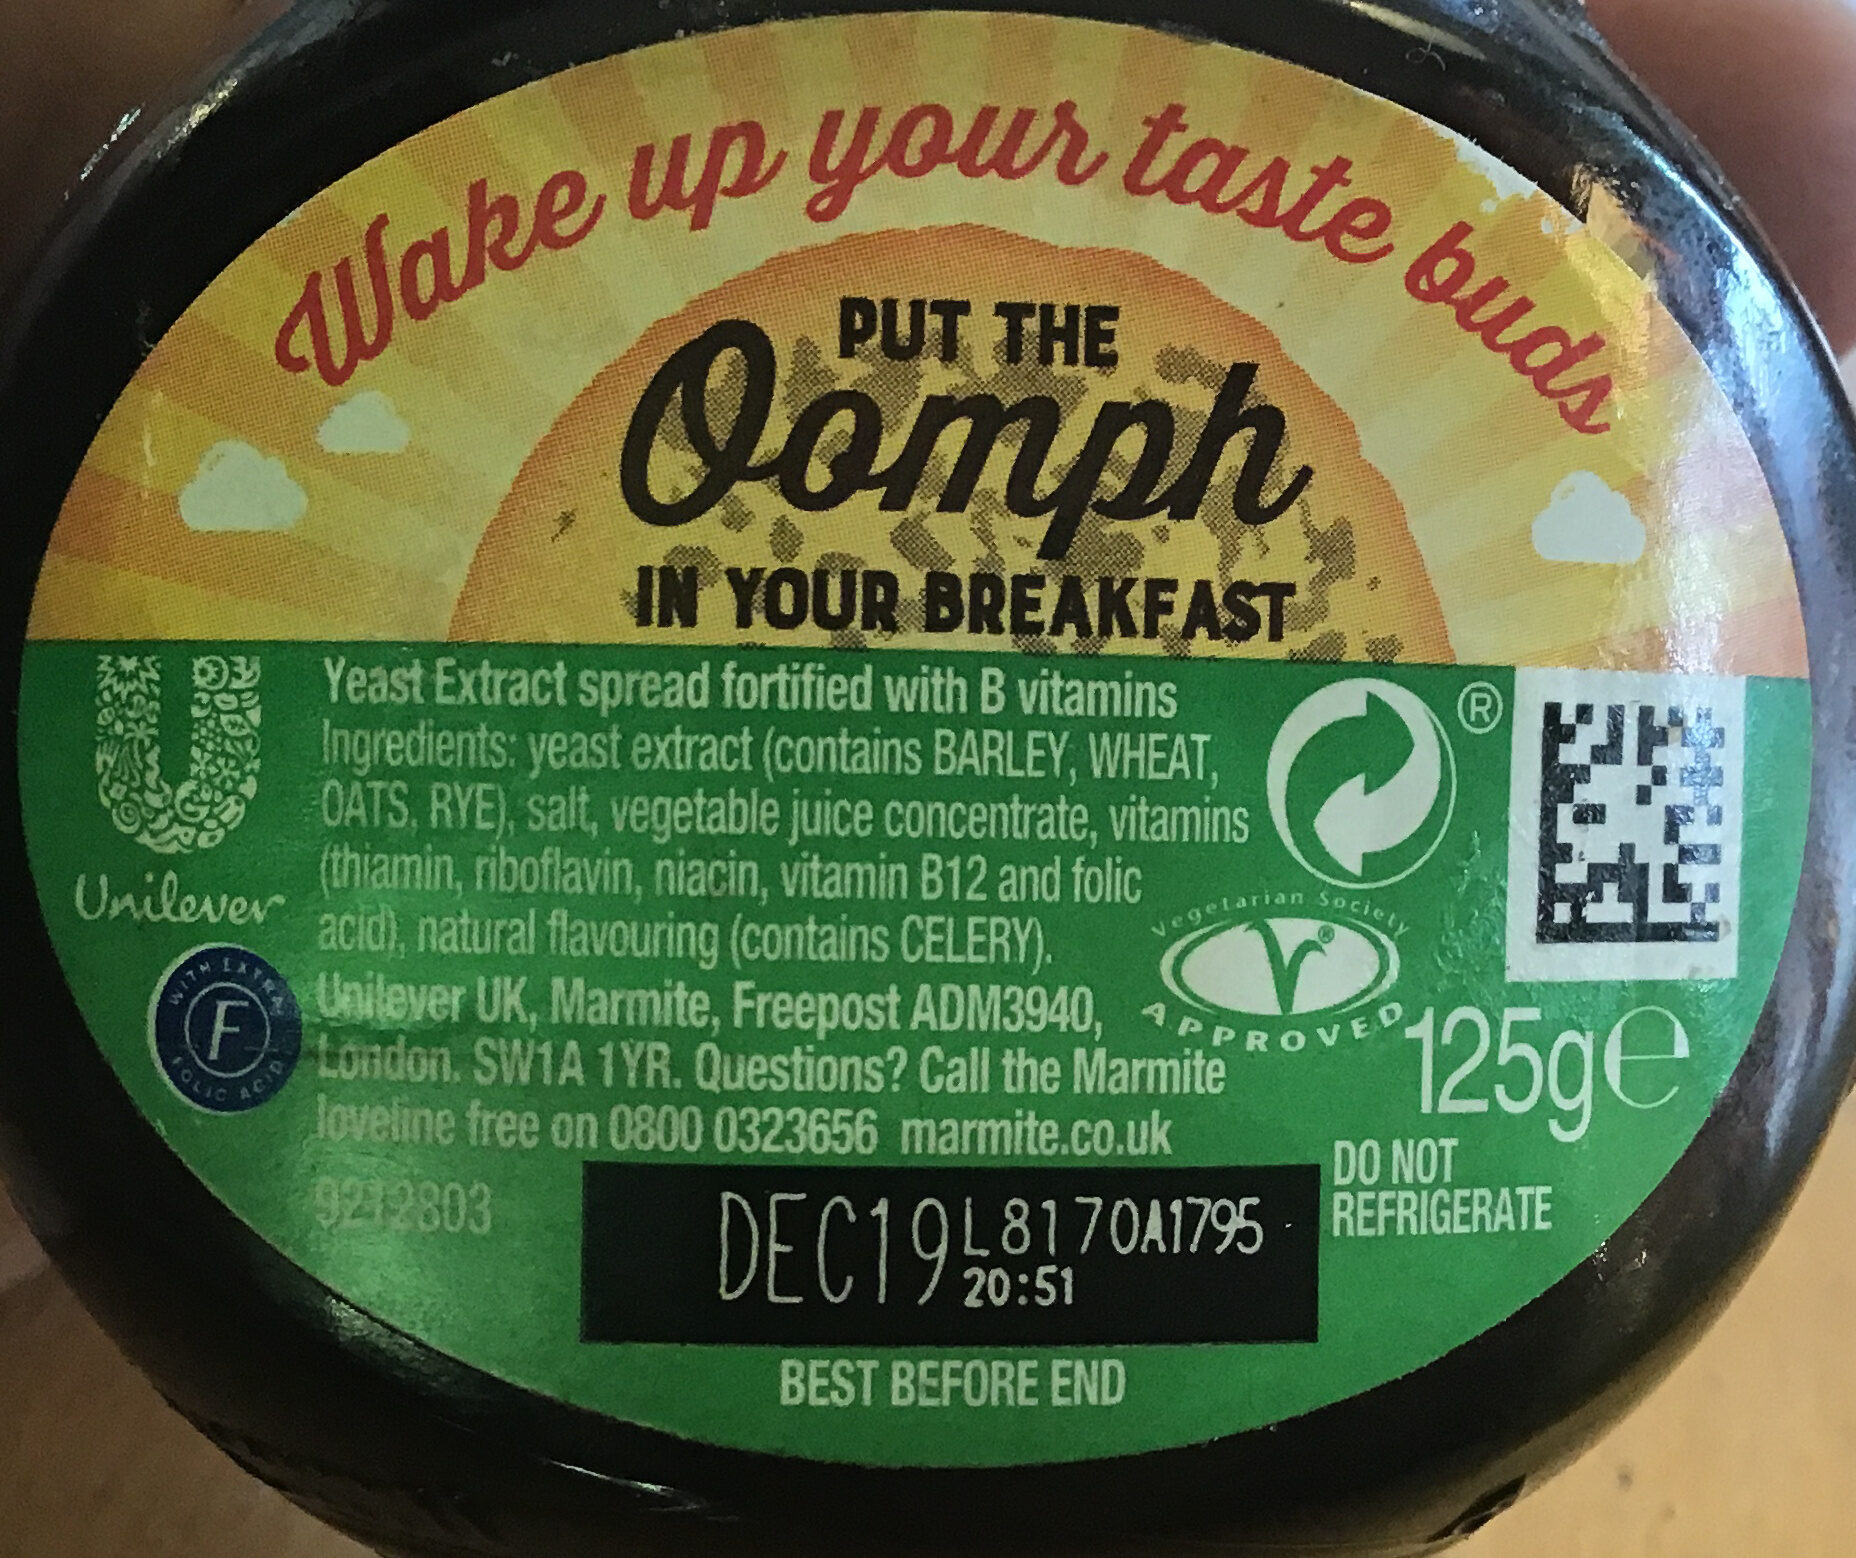 Wake up your taste buds
PUT THE
Oomph
IN YOUR BREAKFAST
Unilever
WITH EXTRA
F
FOLIC ACID
Yeast Extract spread fortified with B vitamins
Ingredients: yeast extract (contains BARLEY, WHEAT,
OATS, RYE), salt, vegetable juice concentrate, vitamins
(thiamin, riboflavin, niacin, vitamin B12 and folic
acid), natural flavouring (contains CELERY).
Unilever UK, Marmite, Freepost ADM3940,
London. SW1A 1YR. Questions? Call the Marmite
loveline free on 0800 0323656 marmite.co.uk
®
Vegetarian Society
V®
APPROVED
125g℮
DO NOT
REFRIGERATE
DEC19 L8170A1795
20:51
BEST BEFORE END